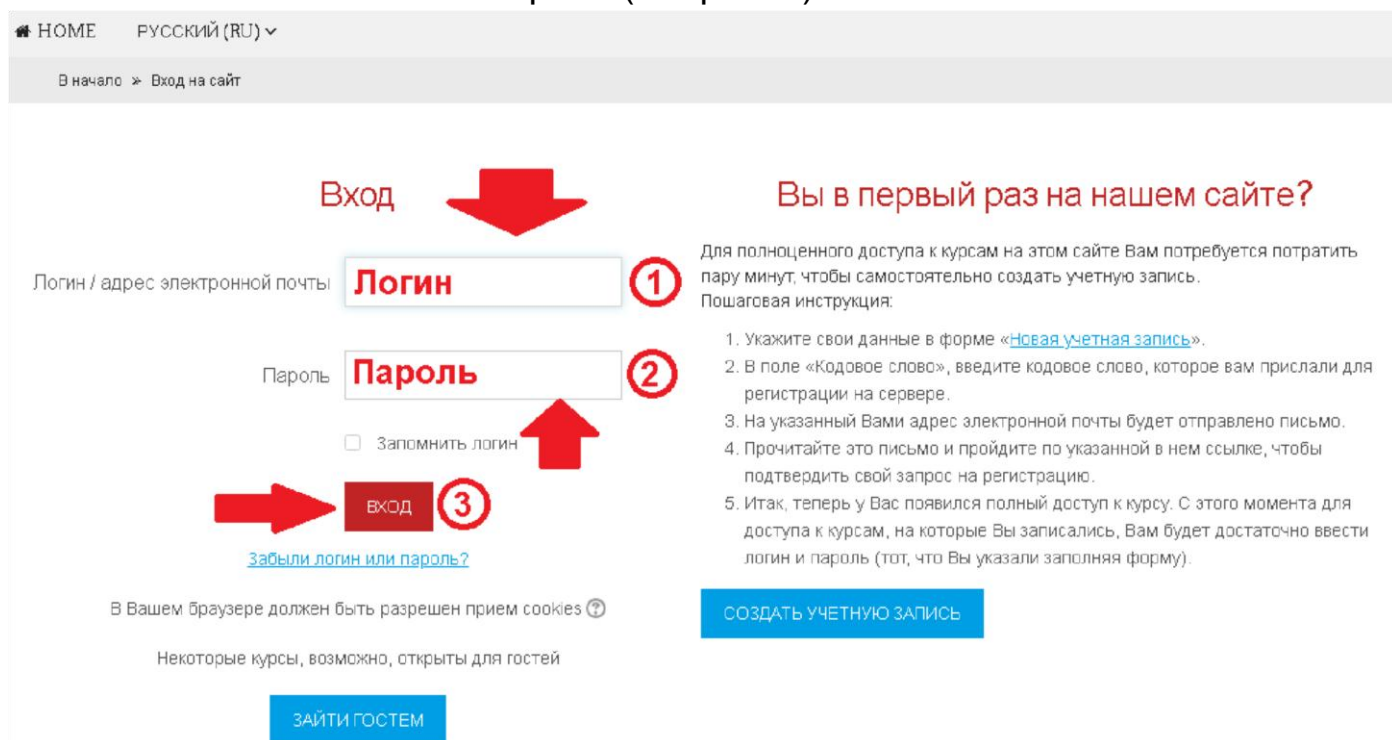 HOME РУССКИЙ (RU)
В начало » Вход на сайт
Вход
Логин / адрес электронной почты Логин 1
Пароль Пароль 2
Запомнить логин
ВХОД 3
Забыли логин или пароль?
В Вашем браузере должен быть разрешен прием cookies ?
Некоторые курсы, возможно, открыты для гостей
ЗАЙТИ ГОСТЕМ
Вы в первый раз на нашем сайте?
Для полноценного доступа к курсам на этом сайте Вам потребуется потратить
пару минут, чтобы самостоятельно создать учетную запись.
Пошаговая инструкция:
1. Укажите свои данные в форме «Новая учетная запись».
2. В поле «Кодовое слово», введите кодовое слово, которое вам прислали для
регистрации на сервере.
3. На указанный Вами адрес электронной почты будет отправлено письмо.
4. Прочитайте это письмо и пройдите по указанной в нем ссылке, чтобы
подтвердить свой запрос на регистрацию.
5. Итак, теперь у Вас появился полный доступ к курсу. С этого момента для
доступа к курсам, на которые Вы записались, Вам будет достаточно ввести
логин и пароль (тот, что Вы указали заполняя форму).
СОЗДАТЬ УЧЕТНУЮ ЗАПИСЬ